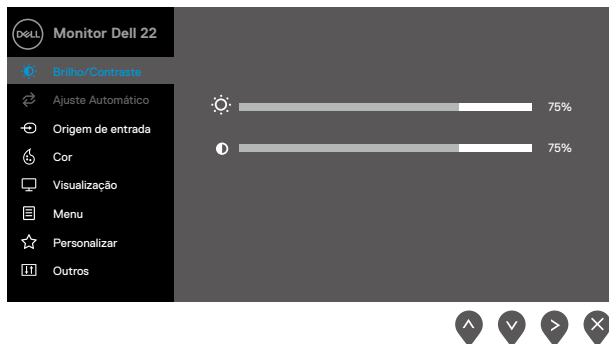 DELL
Monitor Dell 22
Brilho/Contraste
Ajuste Automático
Origem de entrada
Cor
Visualização
Menu
Personalizar
Outros
75%
75%